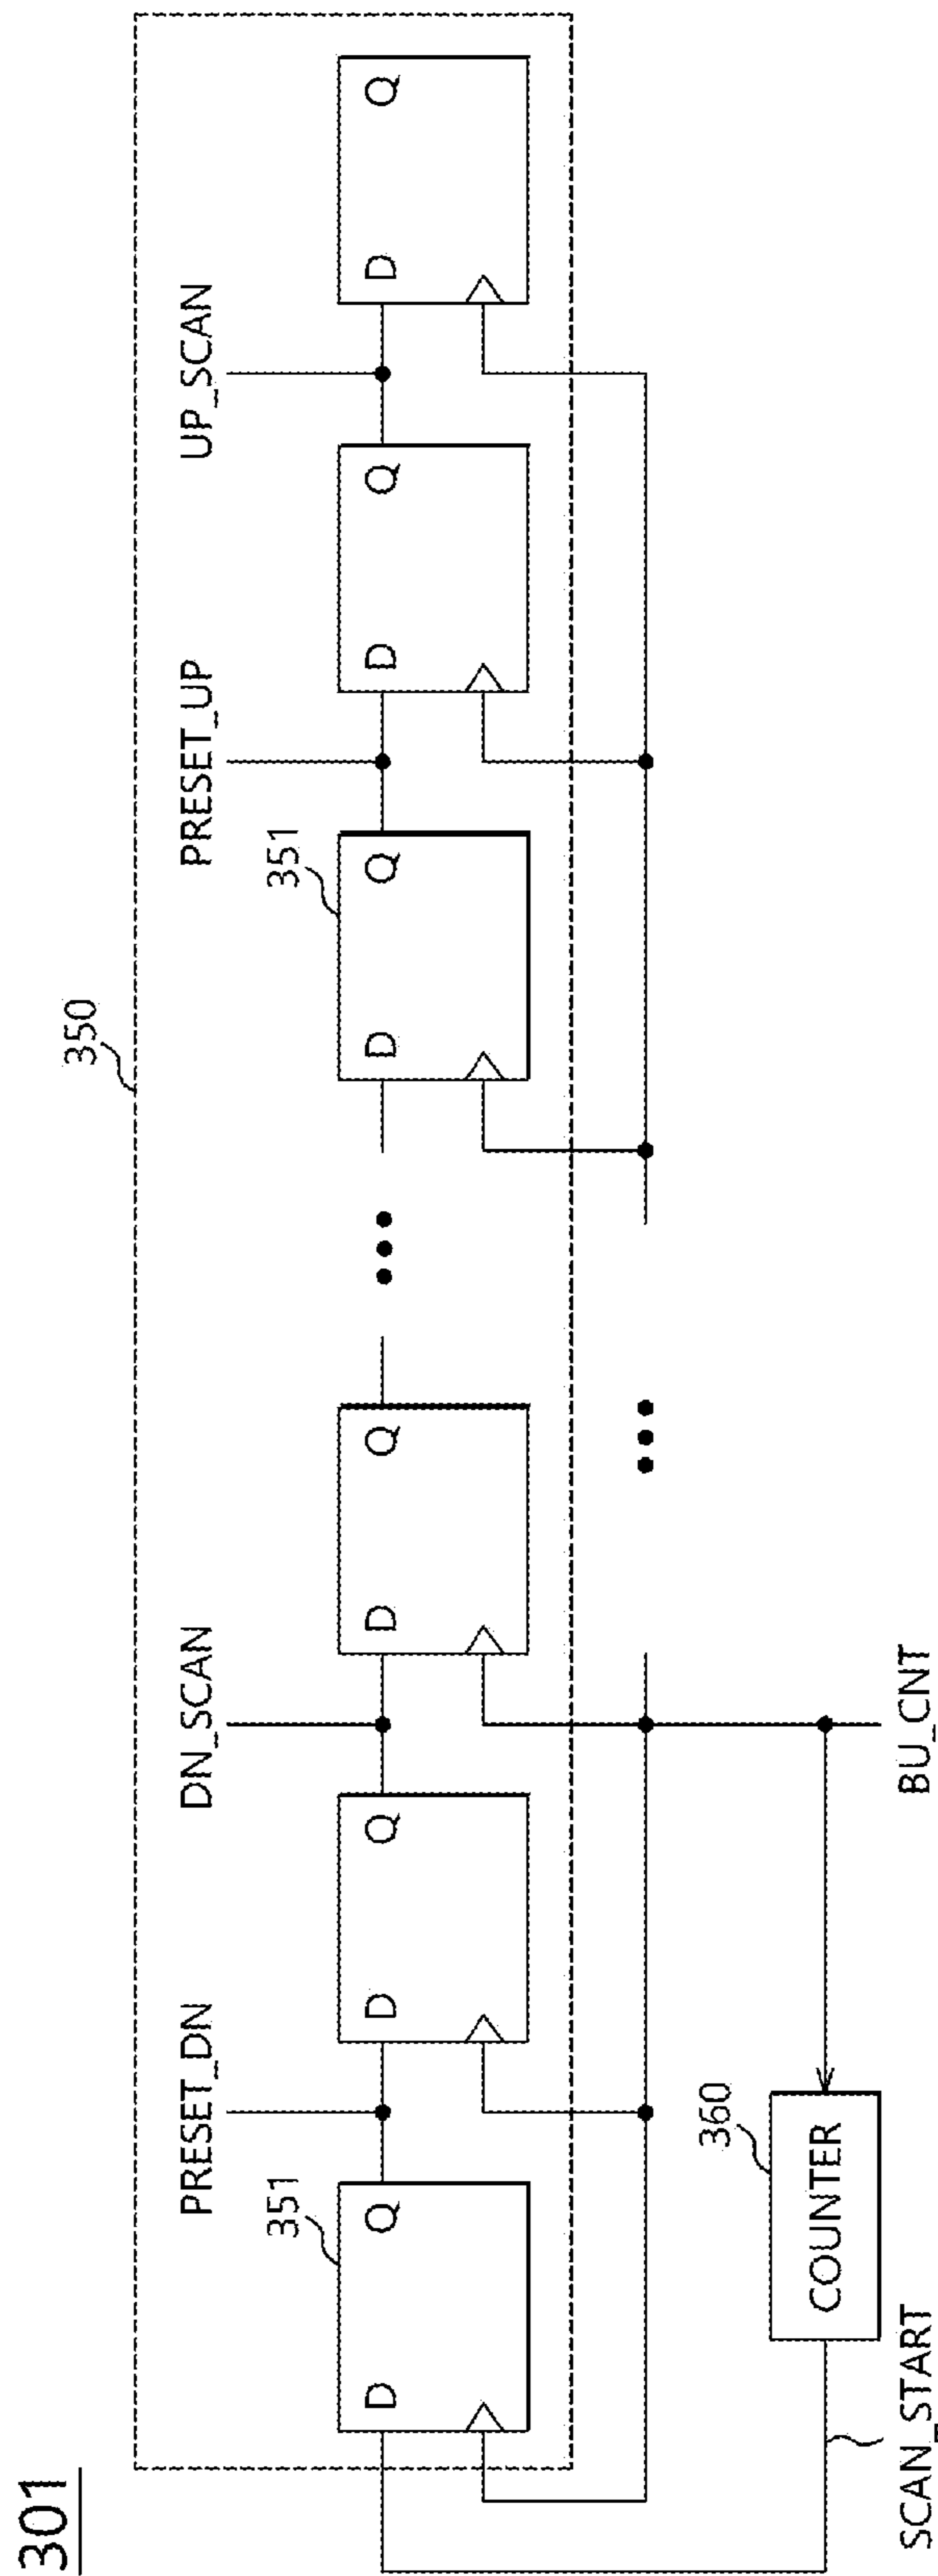 301
350
PRESET_DN
DN_SCAN
PRESET_UP
UP_SCAN
351
351
D Q
D Q
D Q
D Q
D Q
D Q
360
COUNTER
SCAN_START
BU_CNT